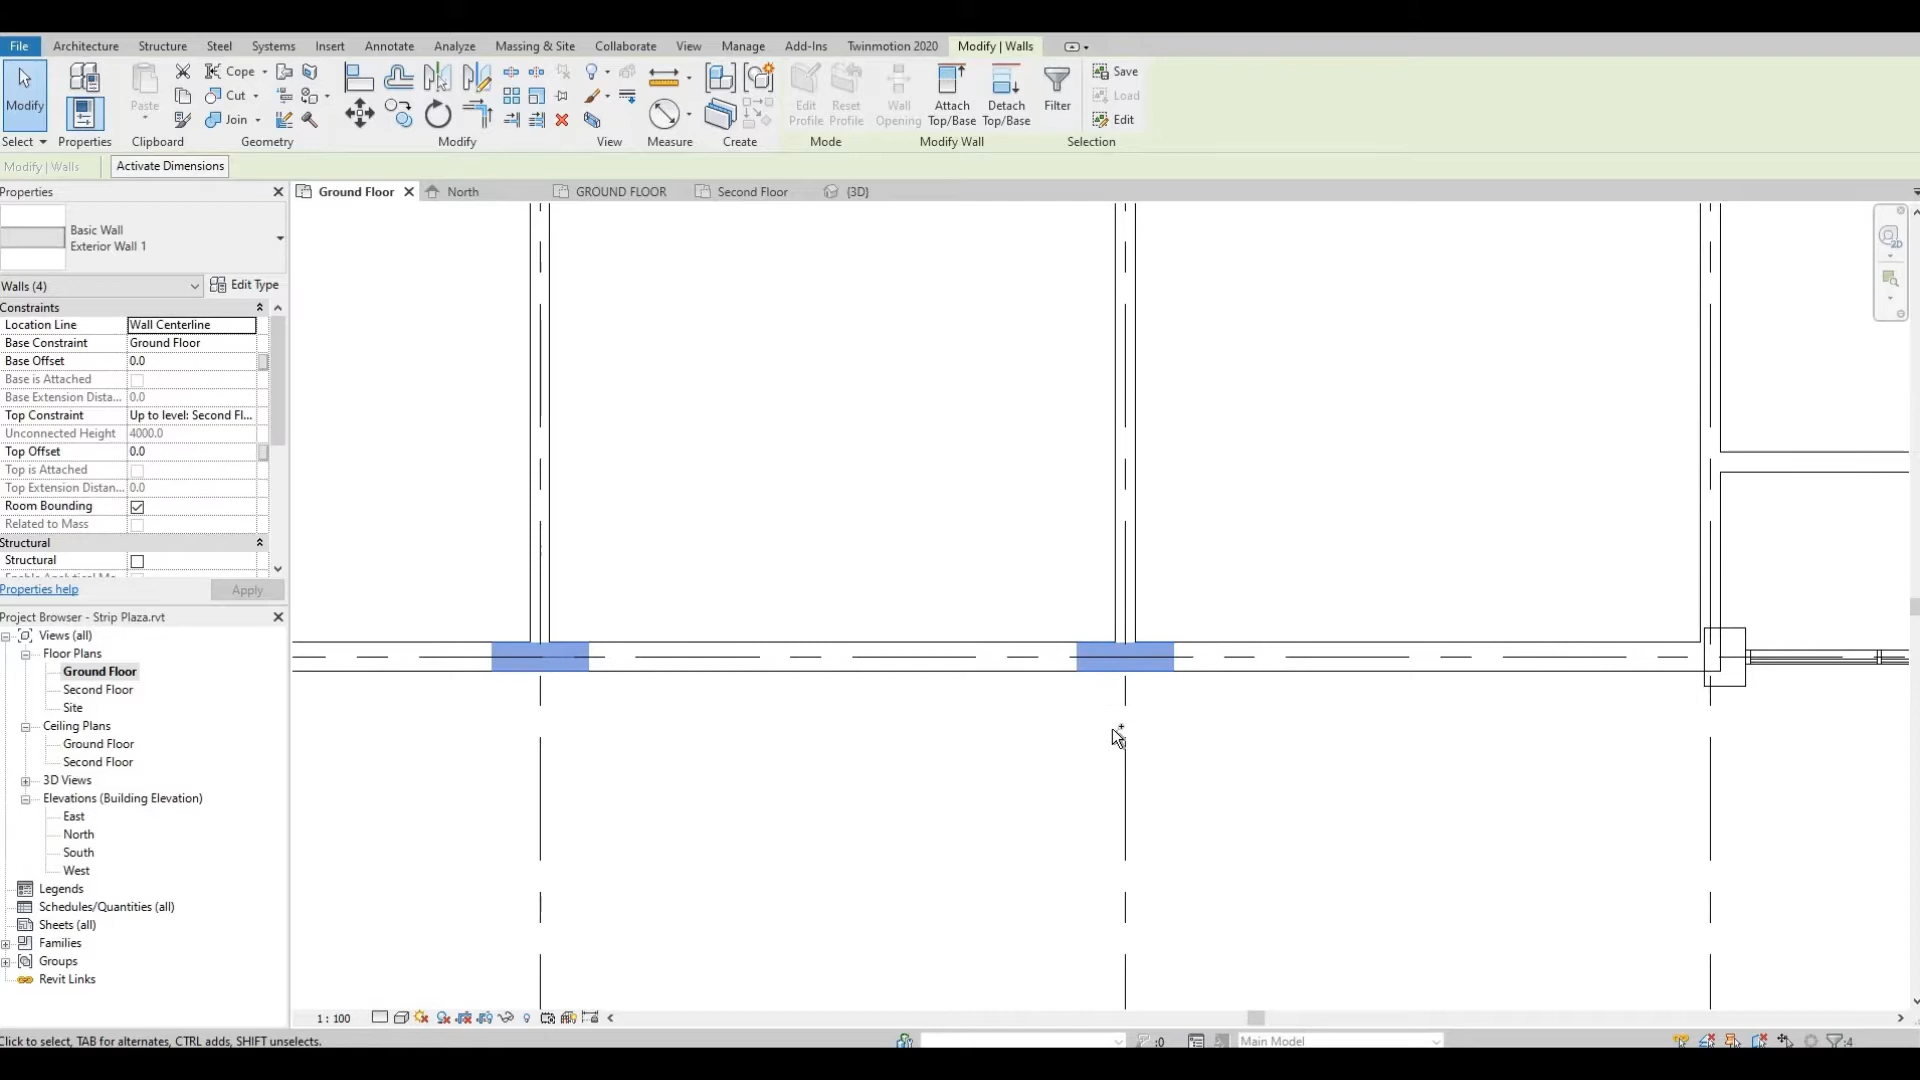 File Architecture Structure Steel Systems Insert Annotate Analyze Massing & Site Collaborate View Manage Add-Ins Twinmotion 2020 Modify | Walls
Modify
Paste
Cope
Cut
Join
Edit Profile
Reset Profile
Wall Opening
Attach Top/Base
Detach Top/Base
Filter
Save
Load
Edit
Select Properties Clipboard Geometry Modify View Measure Create Mode Modify Wall Selection
Modify | Walls Activate Dimensions
Properties
Ground Floor North GROUND FLOOR Second Floor {3D}
Basic Wall
Exterior Wall 1
Walls (4) Edit Type
Constraints
Location Line Wall Centerline
Base Constraint Ground Floor
Base Offset 0.0
Base is Attached
Base Extension Dista... 0.0
Top Constraint Up to level: Second Fl...
Unconnected Height 4000.0
Top Offset 0.0
Top is Attached
Top Extension Distan... 0.0
Room Bounding
Related to Mass
Structural
Structural
Properties help Apply
Project Browser - Strip Plaza.rvt
Views (all)
Floor Plans
Ground Floor
Second Floor
Site
Ceiling Plans
Ground Floor
Second Floor
3D Views
Elevations (Building Elevation)
East
North
South
West
Legends
Schedules/Quantities (all)
Sheets (all)
Families
Groups
Revit Links
1 : 100
Click to select, TAB for alternates, CTRL adds, SHIFT unselects. :0 Main Model :4
2D